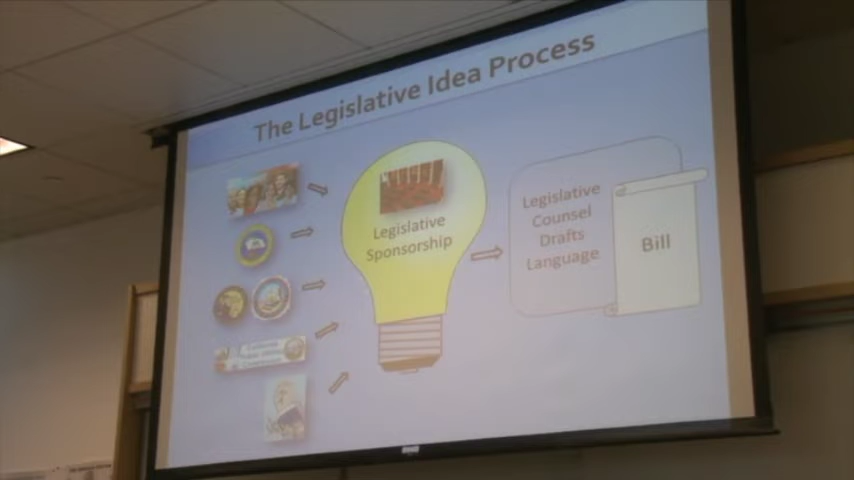 The Legislative Idea Process
Legislative
Sponsorship
Legislative
Counsel
Drafts
Language
Bill